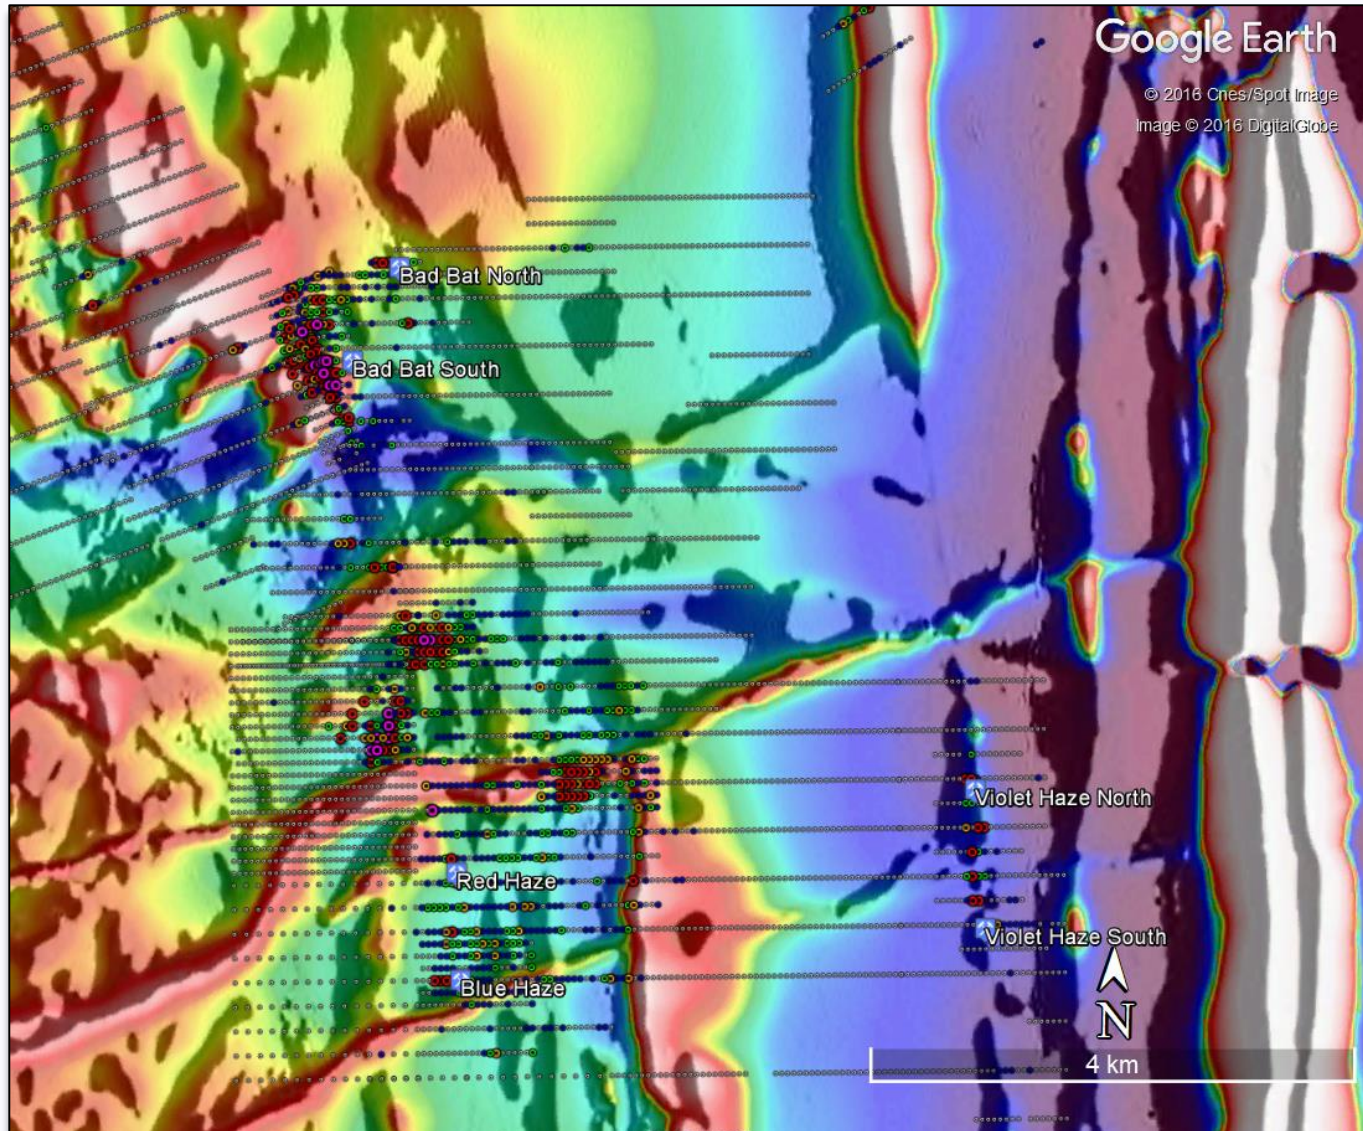 Google Earth
© 2016 Cnes/Spot Image
Image © 2016 DigitalGlobe
Bad Bat North
Bad Bat South
Violet Haze North
Red Haze
Violet Haze South
Blue Haze
N
4 km